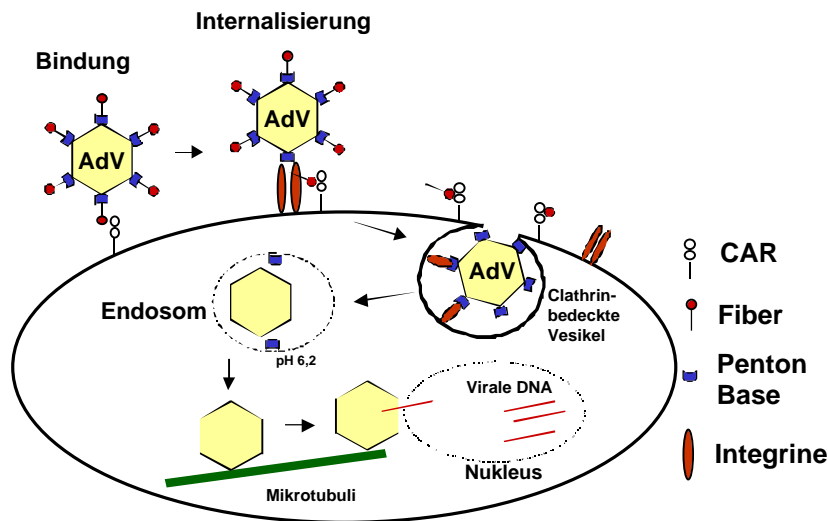 Internalisierung
Bindung
AdV
AdV
AdV
Clathrin-
bedeckte
Vesikel
Endosom
pH 6,2
Virale DNA
Nukleus
Mikrotubuli
CAR
Fiber
Penton
Base
Integrine